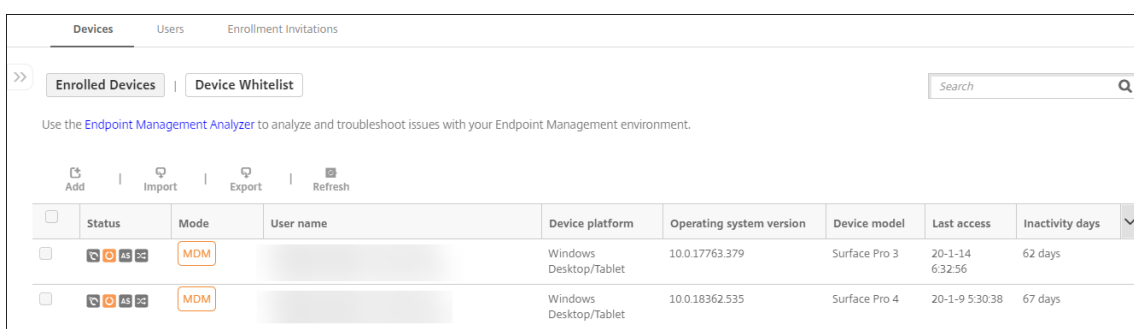 Devices Users Enrollment Invitations
Enrolled Devices | Device Whitelist Search
Use the Endpoint Management Analyzer to analyze and troubleshoot issues with your Endpoint Management environment.
Add | Import | Export | Refresh
Status Mode User name Device platform Operating system version Device model Last access Inactivity days
AS MDM Windows Desktop/Tablet 10.0.17763.379 Surface Pro 3 20-1-14 6:32:56 62 days
AS MDM Windows Desktop/Tablet 10.0.18362.535 Surface Pro 4 20-1-9 5:30:38 67 days